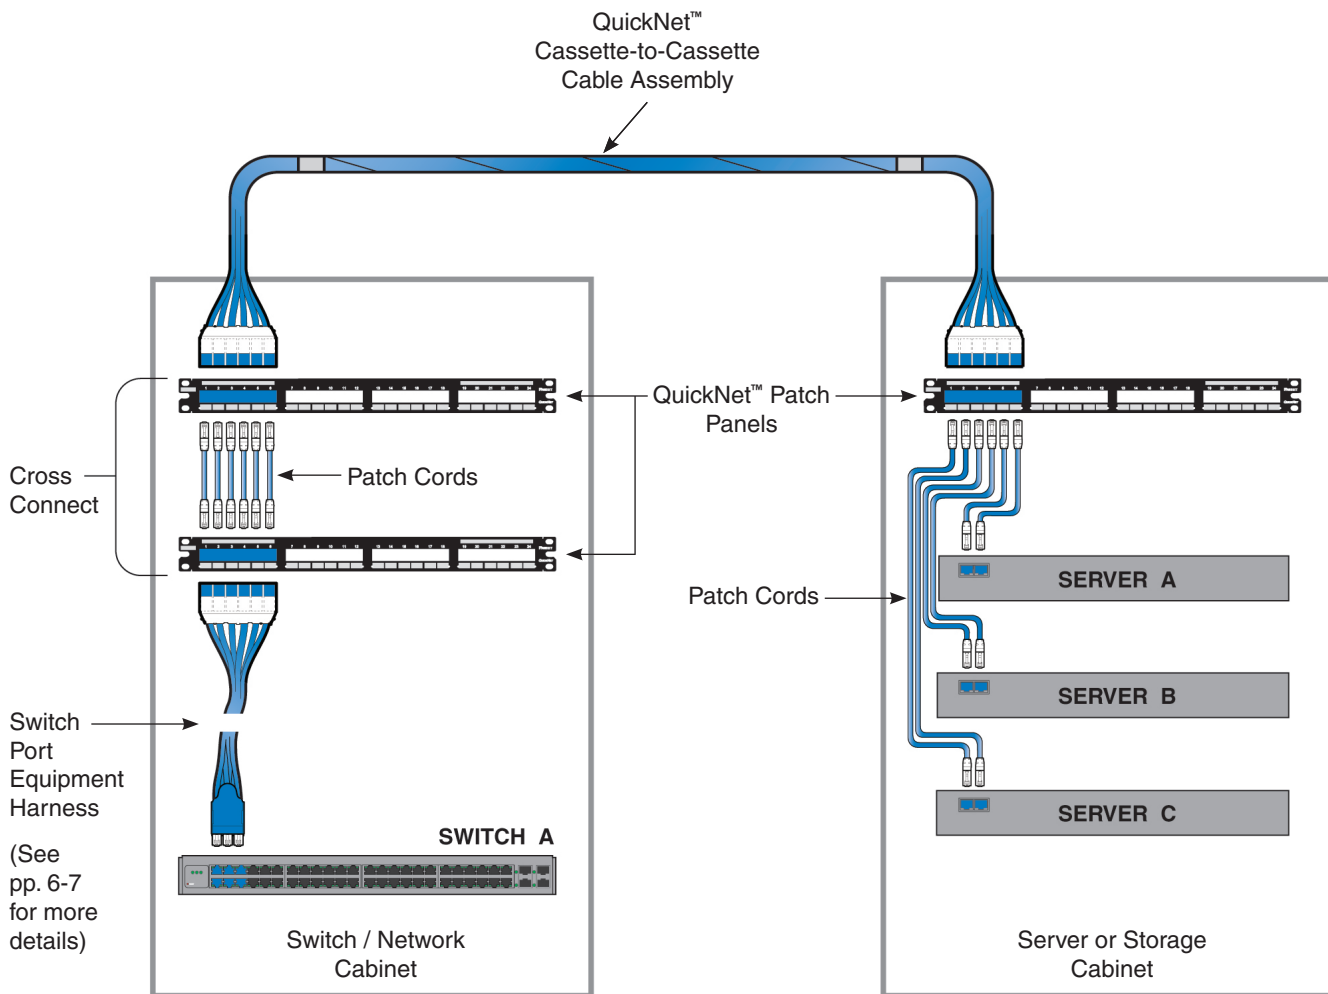 QuickNet™
Cassette-to-Cassette
Cable Assembly
QuickNet™ Patch
Panels
Cross
Connect
Patch Cords
Patch Cords
SERVER A
SERVER B
SERVER C
Switch
Port
Equipment
Harness
(See
pp. 6-7
for more
details)
SWITCH A
Switch / Network
Cabinet
Server or Storage
Cabinet